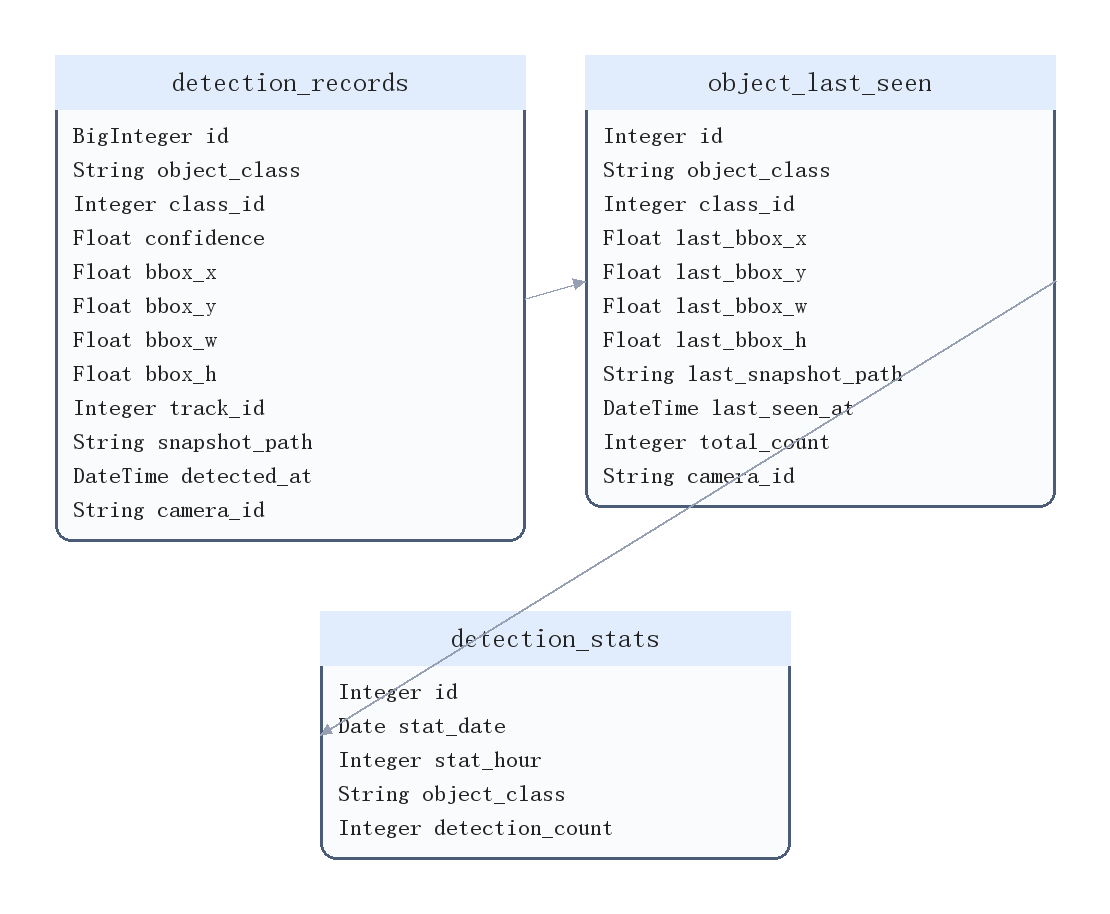 detection_records
BigInteger id
String object_class
Integer class_id
Float confidence
Float bbox_x
Float bbox_y
Float bbox_w
Float bbox_h
Integer track_id
String snapshot_path
DateTime detected_at
String camera_id
object_last_seen
Integer id
String object_class
Integer class_id
Float last_bbox_x
Float last_bbox_y
Float last_bbox_w
Float last_bbox_h
String last_snapshot_path
DateTime last_seen_at
Integer total_count
String camera_id
detection_stats
Integer id
Date stat_date
Integer stat_hour
String object_class
Integer detection_count